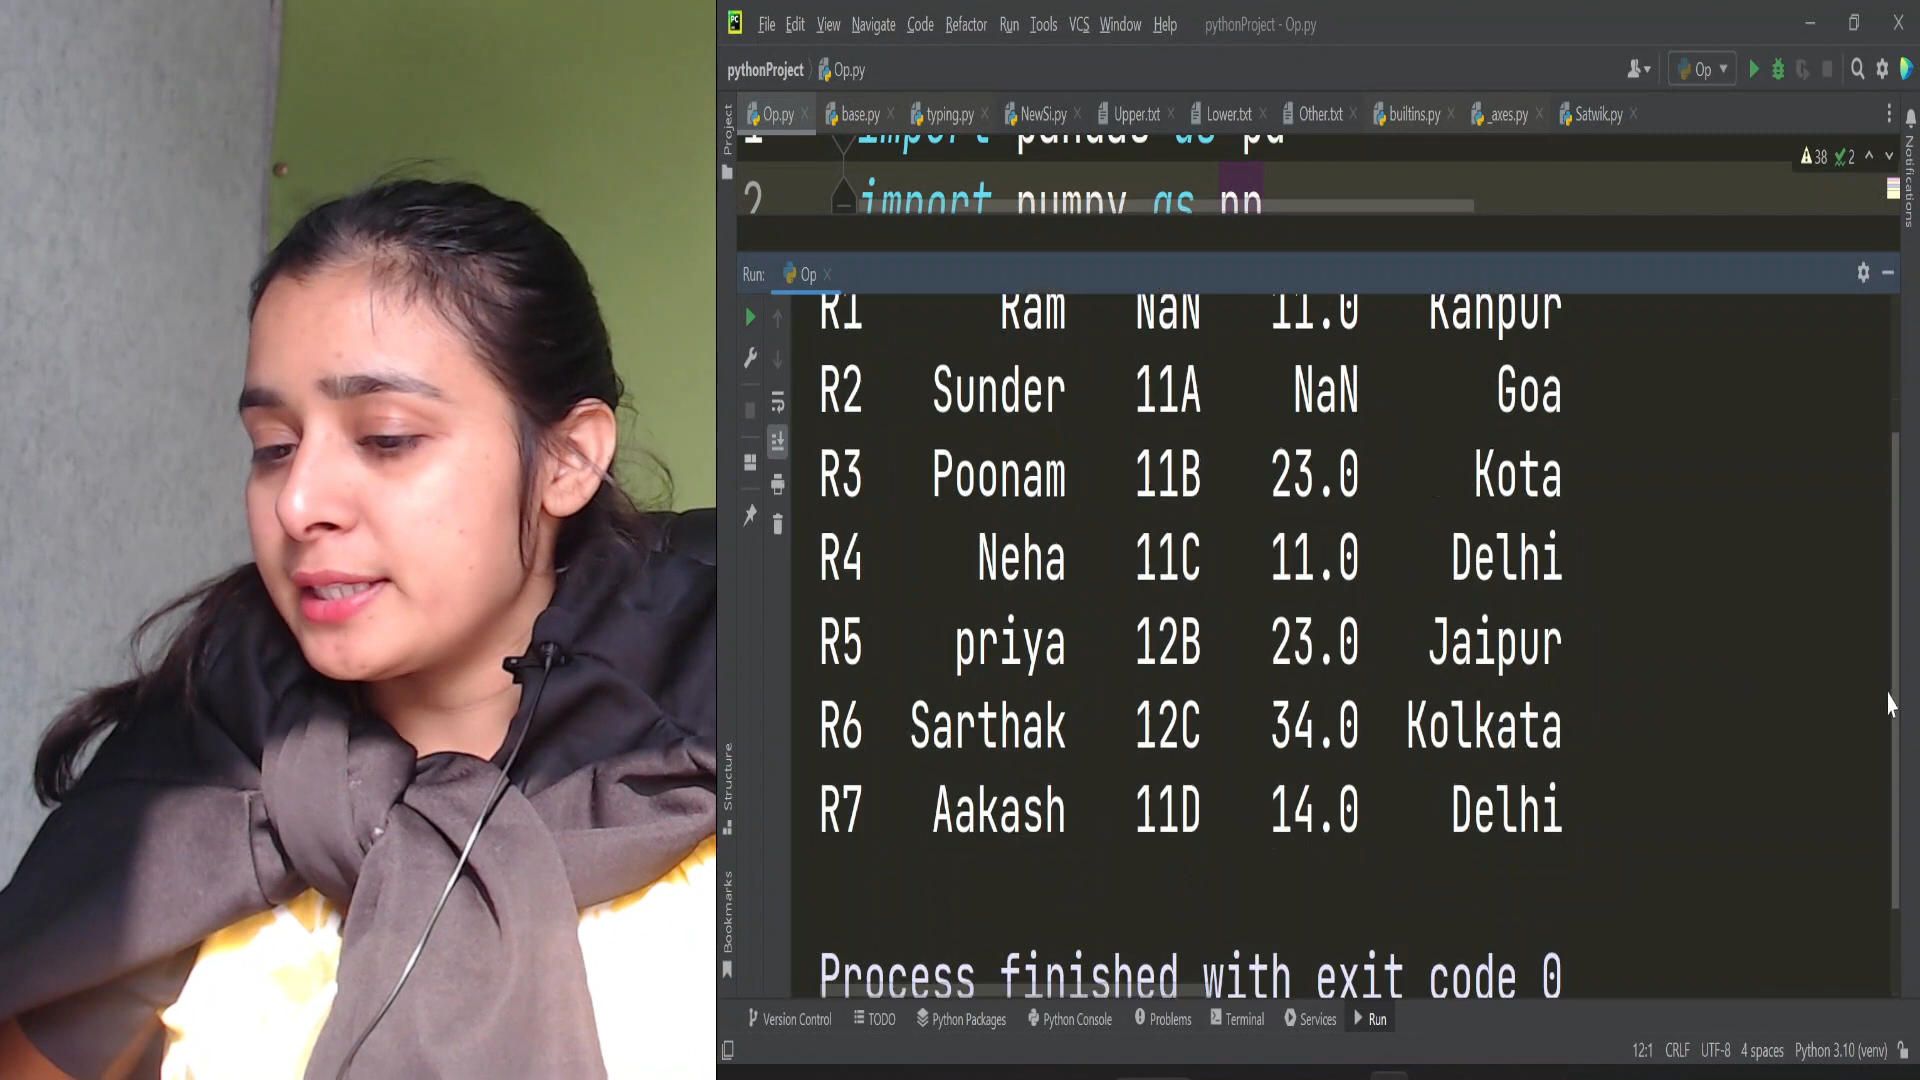 File Edit View Navigate Code Refactor Run Tools VCS Window Help pythonProject - Op.py
pythonProject Op.py
Op
Op.py base.py typing.py NewSi.py Upper.txt Lower.txt Other.txt builtins.py _axes.py Satwik.py
Project
Notifications
1 import pandas as pd
38 2
2 import numpy as np
Run: Op
R1 Ram NaN 11.0 Kanpur
R2 Sunder 11A NaN Goa
R3 Poonam 11B 23.0 Kota
R4 Neha 11C 11.0 Delhi
R5 priya 12B 23.0 Jaipur
R6 Sarthak 12C 34.0 Kolkata
R7 Aakash 11D 14.0 Delhi
Process finished with exit code 0
Structure
Bookmarks
Version Control TODO Python Packages Python Console Problems Terminal Services Run
12:1 CRLF UTF-8 4 spaces Python 3.10 (venv)